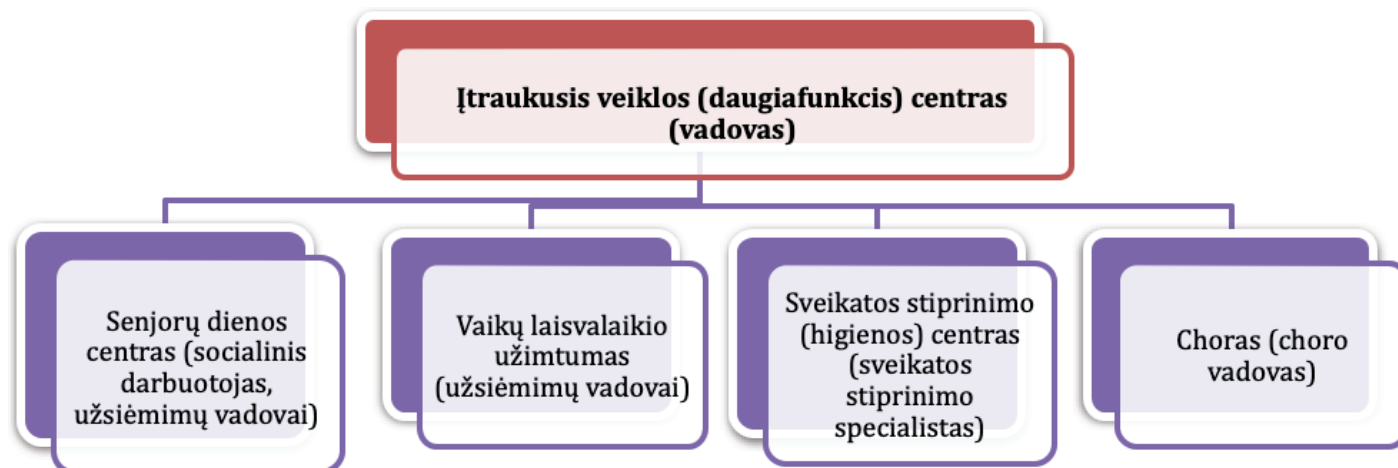 Įtraukusis veiklos (daugiafunkcis) centras
(vadovas)
Senjorų dienos
centras (socialinis
darbuotojas,
užsiėmimų vadovai)
Vaikų laisvalaikio
užimtumas
(užsiėmimų vadovai)
Sveikatos stiprinimo
(higienos) centras
(sveikatos
stiprinimo
specialistas)
Choras (choro
vadovas)